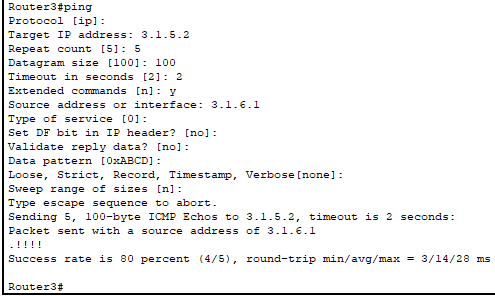 Router3#ping
Protocol [ip]:
Target IP address: 3.1.5.2
Repeat count [5]: 5
Datagram size [100]: 100
Timeout in seconds [2]: 2
Extended commands [n]: y
Source address or interface: 3.1.6.1
Type of service [0]:
Set DF bit in IP header? [no]:
Validate reply data? [no]:
Data pattern [0xABCD]:
Loose, Strict, Record, Timestamp, Verbose[none]:
Sweep range of sizes [n]:
Type escape sequence to abort.
Sending 5, 100-byte ICMP Echos to 3.1.5.2, timeout is 2 seconds:
Packet sent with a source address of 3.1.6.1
.!!!!
Success rate is 80 percent (4/5), round-trip min/avg/max = 3/14/28 ms
Router3#